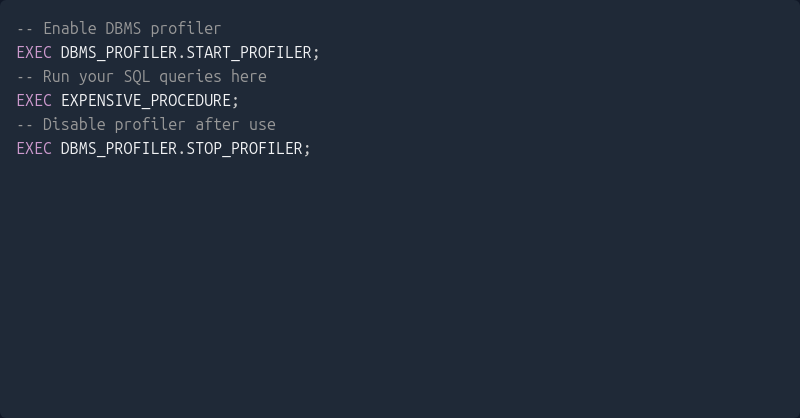 -- Enable DBMS profiler
EXEC DBMS_PROFILER.START_PROFILER;
-- Run your SQL queries here
EXEC EXPENSIVE_PROCEDURE;
-- Disable profiler after use
EXEC DBMS_PROFILER.STOP_PROFILER;